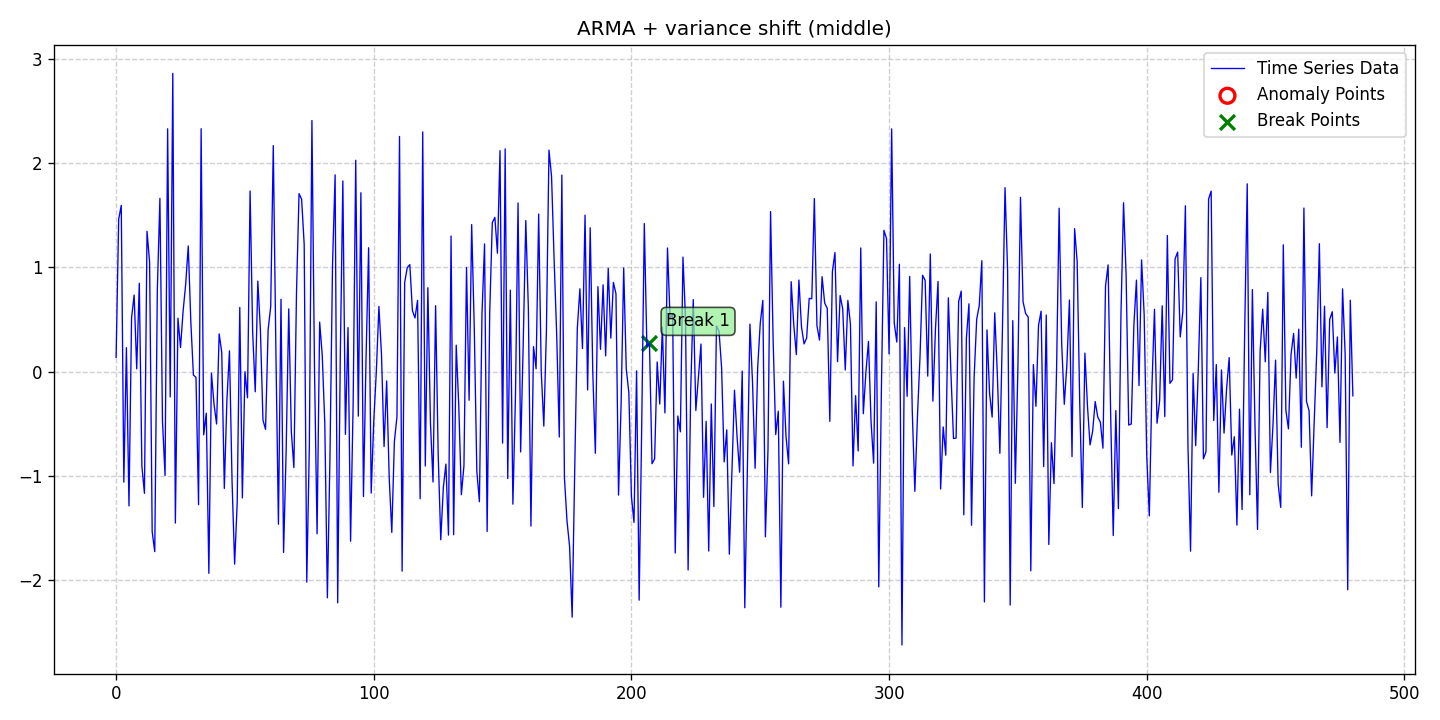 ARMA + variance shift (middle)
3
2
1
0
−1
−2
Time Series Data
Anomaly Points
Break Points
Break 1
0
100
200
300
400
500